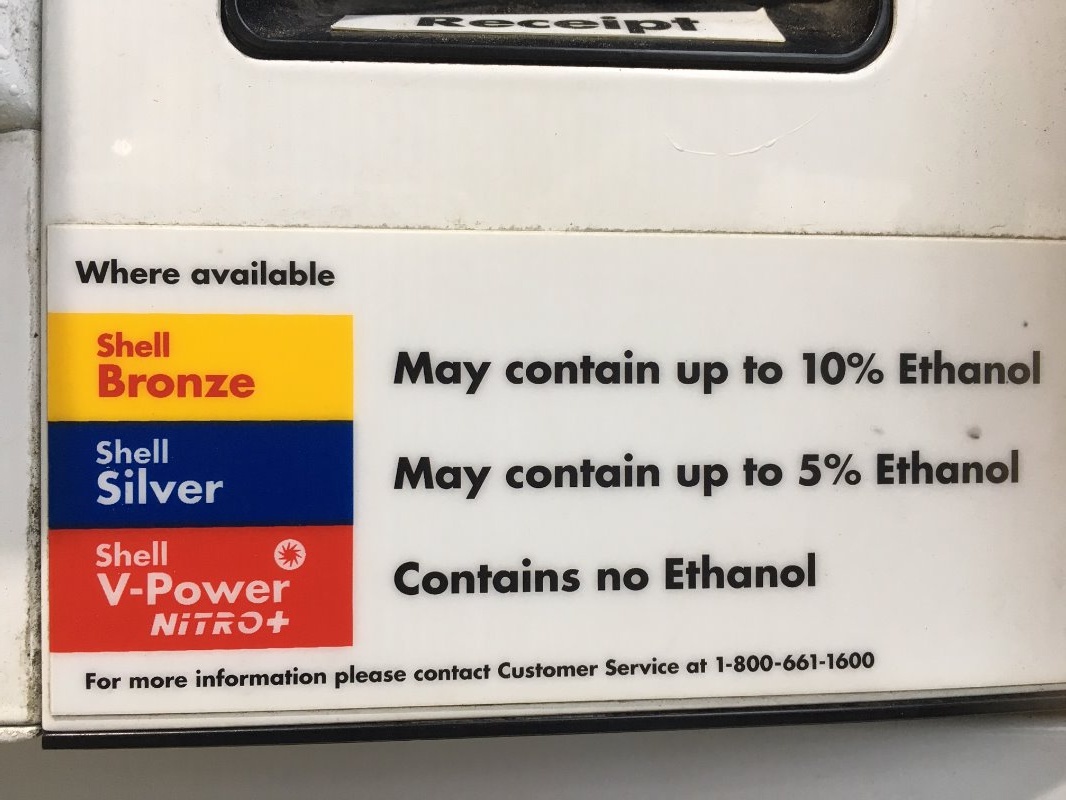 Receipt
Where available
Shell
Bronze
May contain up to 10% Ethanol
Shell
Silver
May contain up to 5% Ethanol
Shell
V-Power
NiTRO+
Contains no Ethanol
For more information please contact Customer Service at 1-800-661-1600